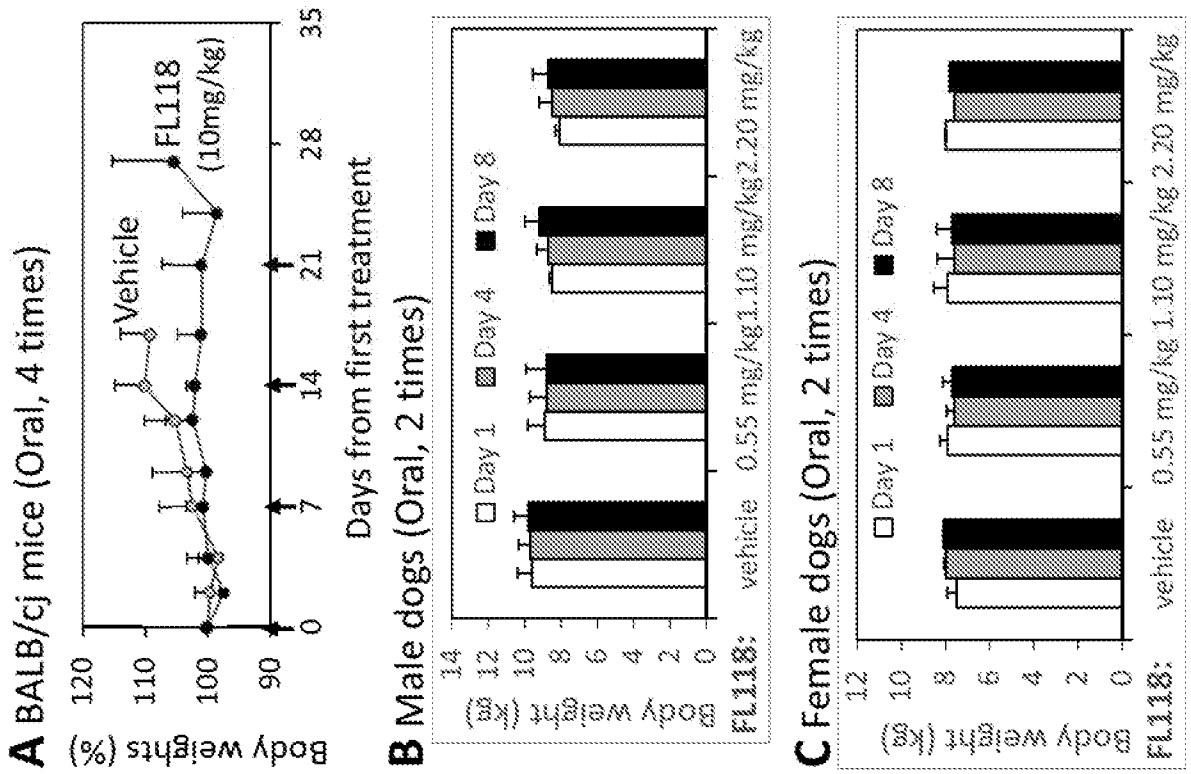 A BALB/cj mice (Oral, 4 times)
Body weights (%)
120
110
100
90
Vehicle
FL118
(10mg/kg)
0 7 14 21 28 35
Days from first treatment
B Male dogs (Oral, 2 times)
Body weight (kg)
14
12
10
8
6
4
2
0
Day 1 Day 4 Day 8
FL118: vehicle 0.55 mg/kg 1.10 mg/kg 2.20 mg/kg
C Female dogs (Oral, 2 times)
Body weight (kg)
12
10
8
6
4
2
0
Day 1 Day 4 Day 8
FL118: vehicle 0.55 mg/kg 1.10 mg/kg 2.20 mg/kg